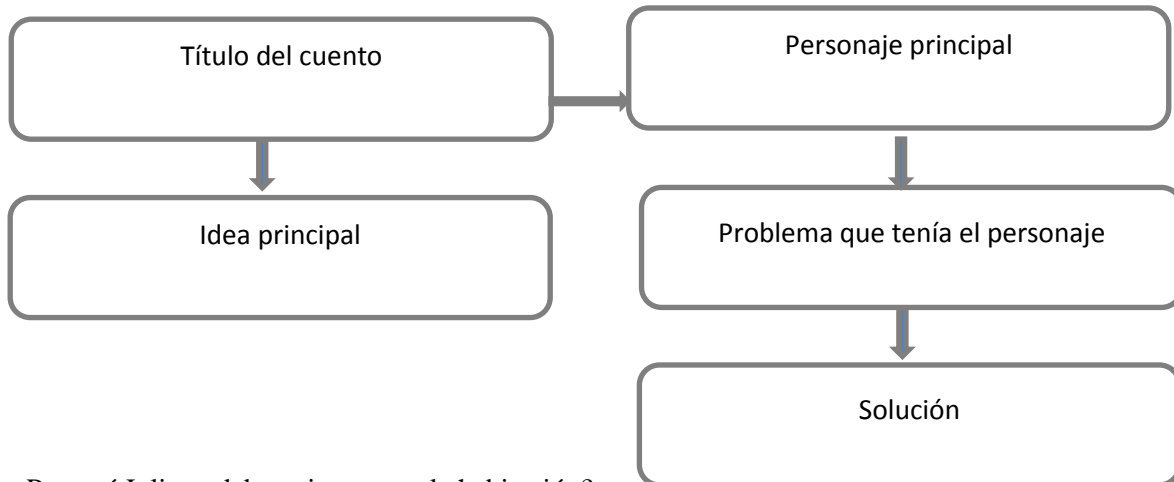 Título del cuento
Personaje principal
Idea principal
Problema que tenía el personaje
Solución